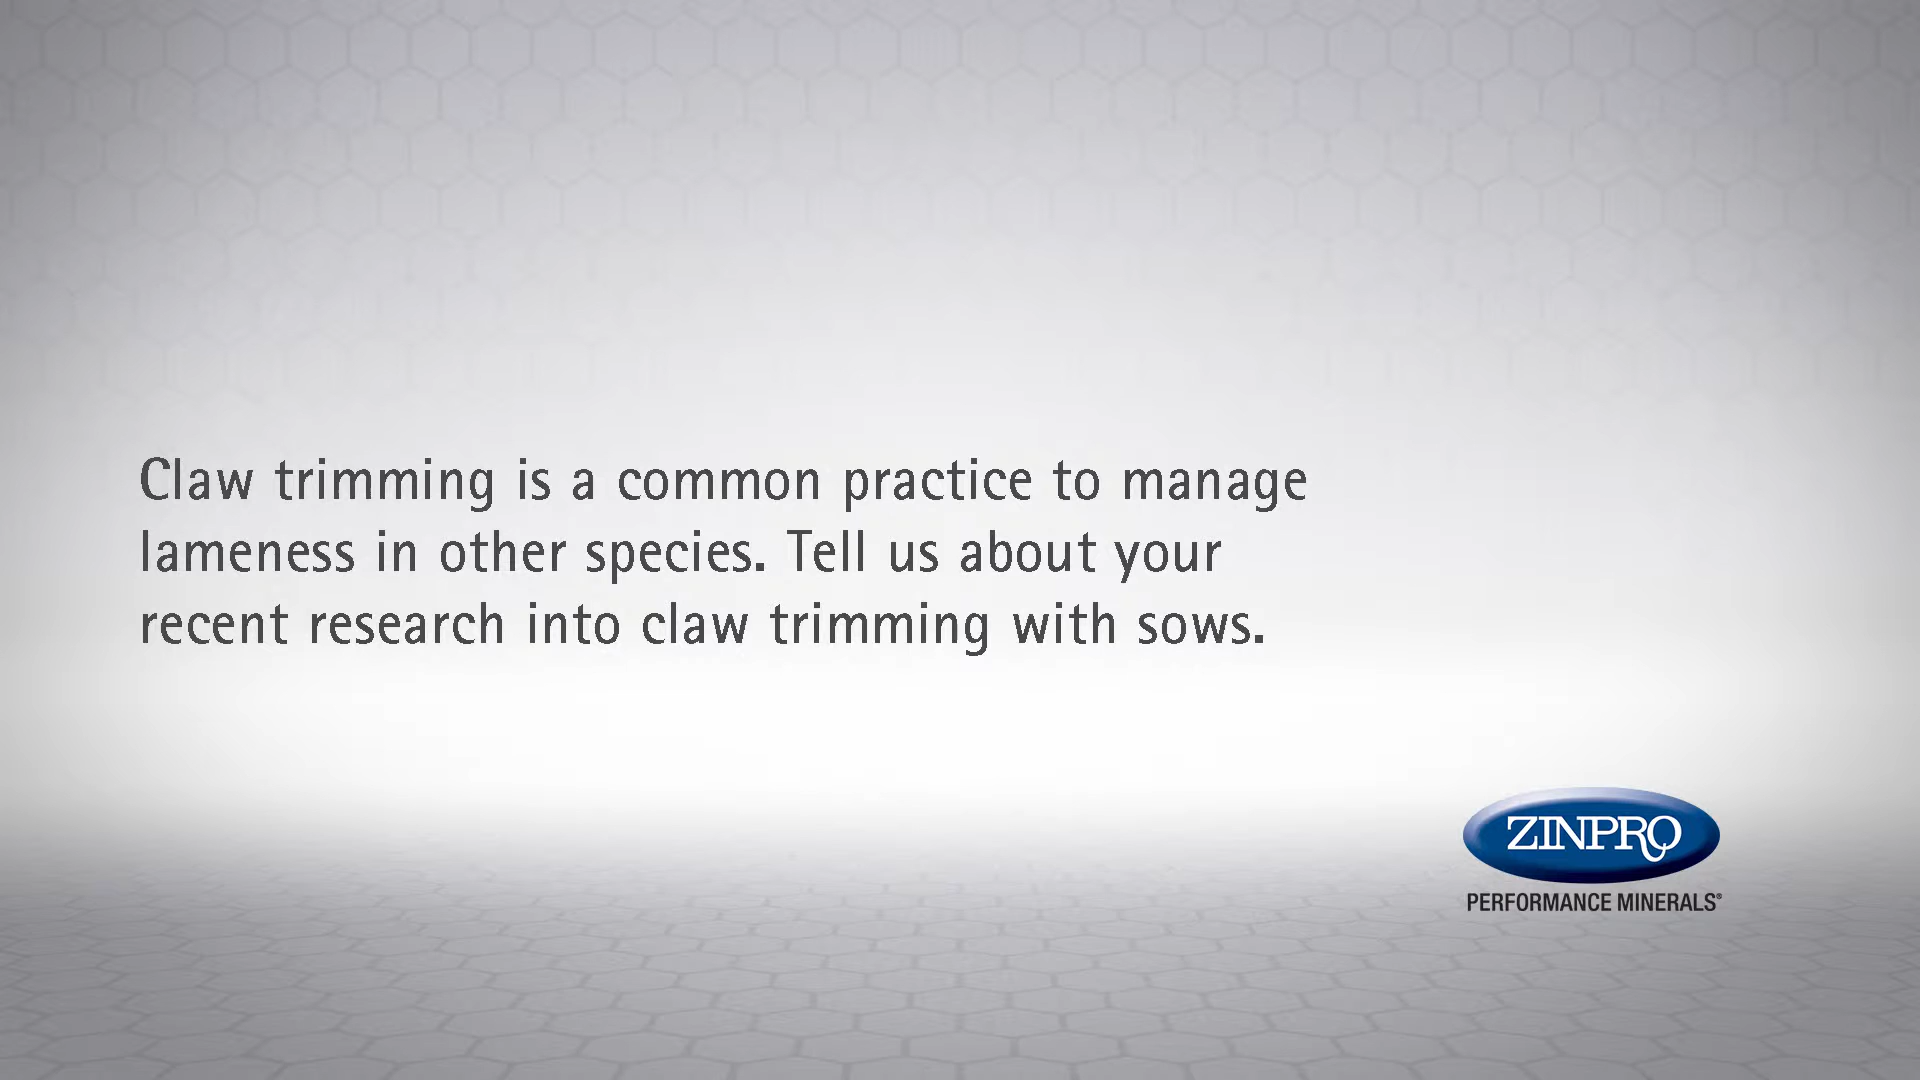 Claw trimming is a common practice to manage
lameness in other species. Tell us about your
recent research into claw trimming with sows.
ZINPRO
PERFORMANCE MINERALS®